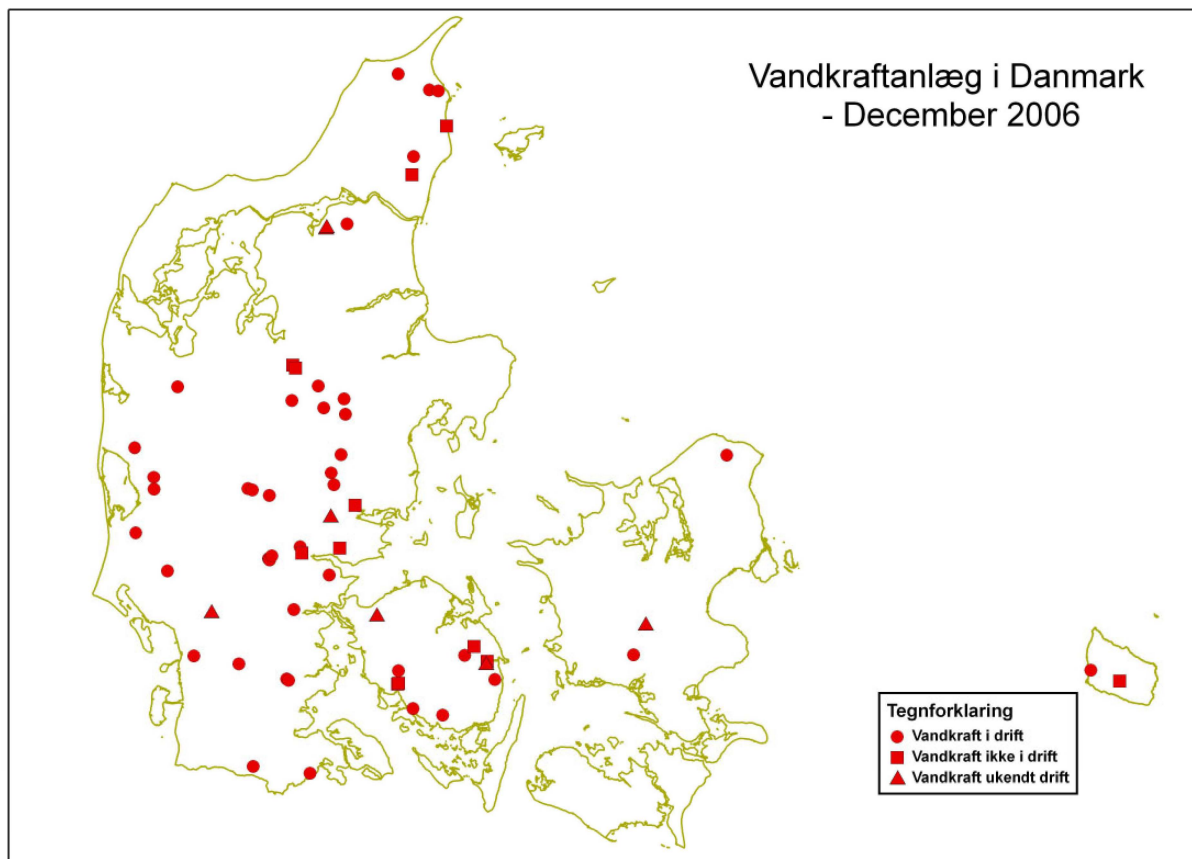 Vandkraftanlæg i Danmark
- December 2006
Tegnforklaring
Vandkraft i drift
Vandkraft ikke i drift
Vandkraft ukendt drift